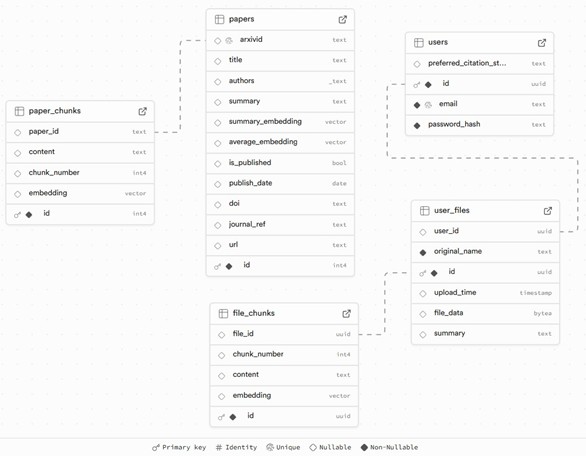 papers
arxivid text
title text
authors _text
summary text
summary_embedding vector
average_embedding vector
is_published bool
publish_date date
doi text
journal_ref text
url text
id int4
users
preferred_citation_st... text
id uuid
email text
password_hash text
paper_chunks
paper_id text
content text
chunk_number int4
embedding vector
id int4
user_files
user_id uuid
original_name text
id uuid
upload_time timestamp
file_data bytea
summary text
file_chunks
file_id uuid
chunk_number int4
content text
embedding vector
id uuid
Primary key # Identity Unique Nullable Non-Nullable